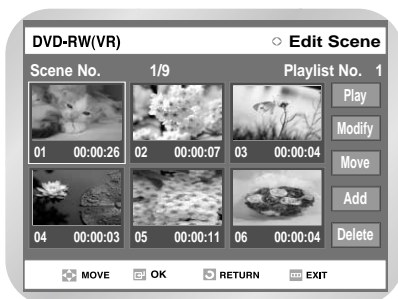 DVD-RW(VR) Edit Scene
Scene No. 1/9 Playlist No. 1
Play
Modify
01 00:00:26 02 00:00:07 03 00:00:04
Move
Add
04 00:00:03 05 00:00:11 06 00:00:04
Delete
MOVE OK RETURN EXIT